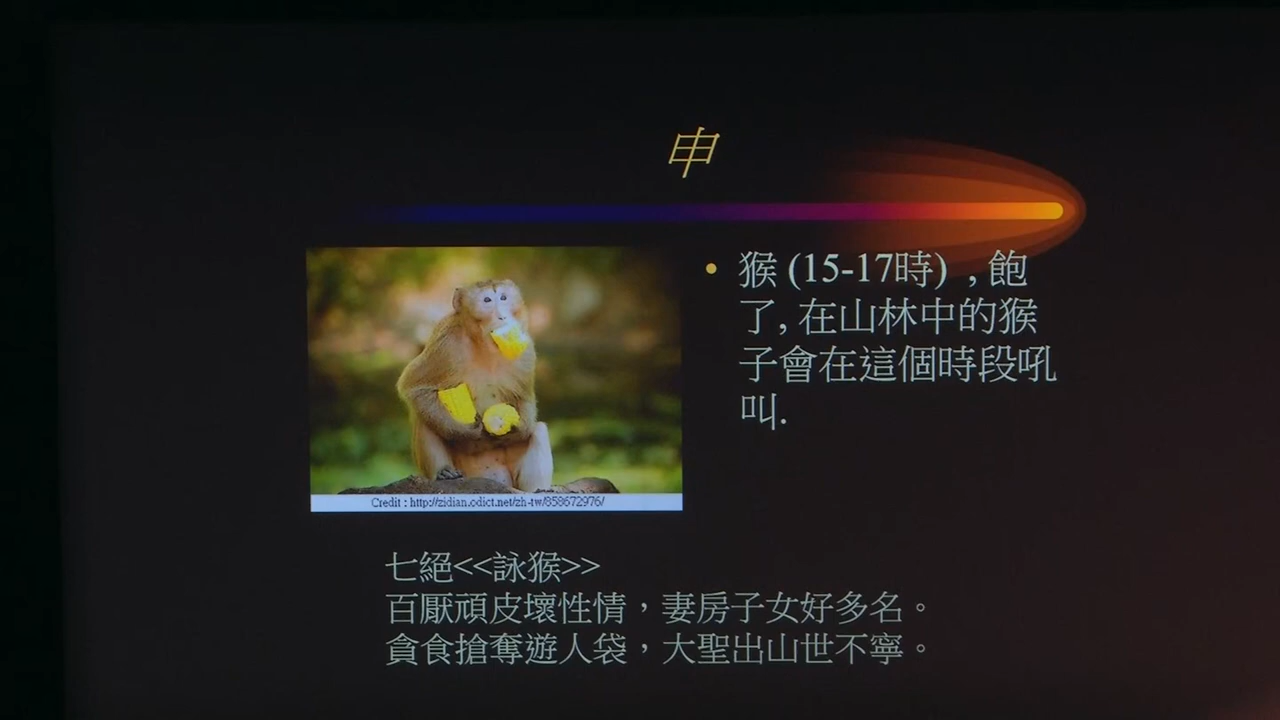 申
• 猴 (15-17時) , 飽
了, 在山林中的猴
子會在這個時段吼
叫.
Credit : http://zidian.odict.net/zh-tw/858672976/
七絕<<詠猴>>
百厭頑皮壞性情，妻房子女好多名。
貪食搶奪遊人袋，大聖出山世不寧。